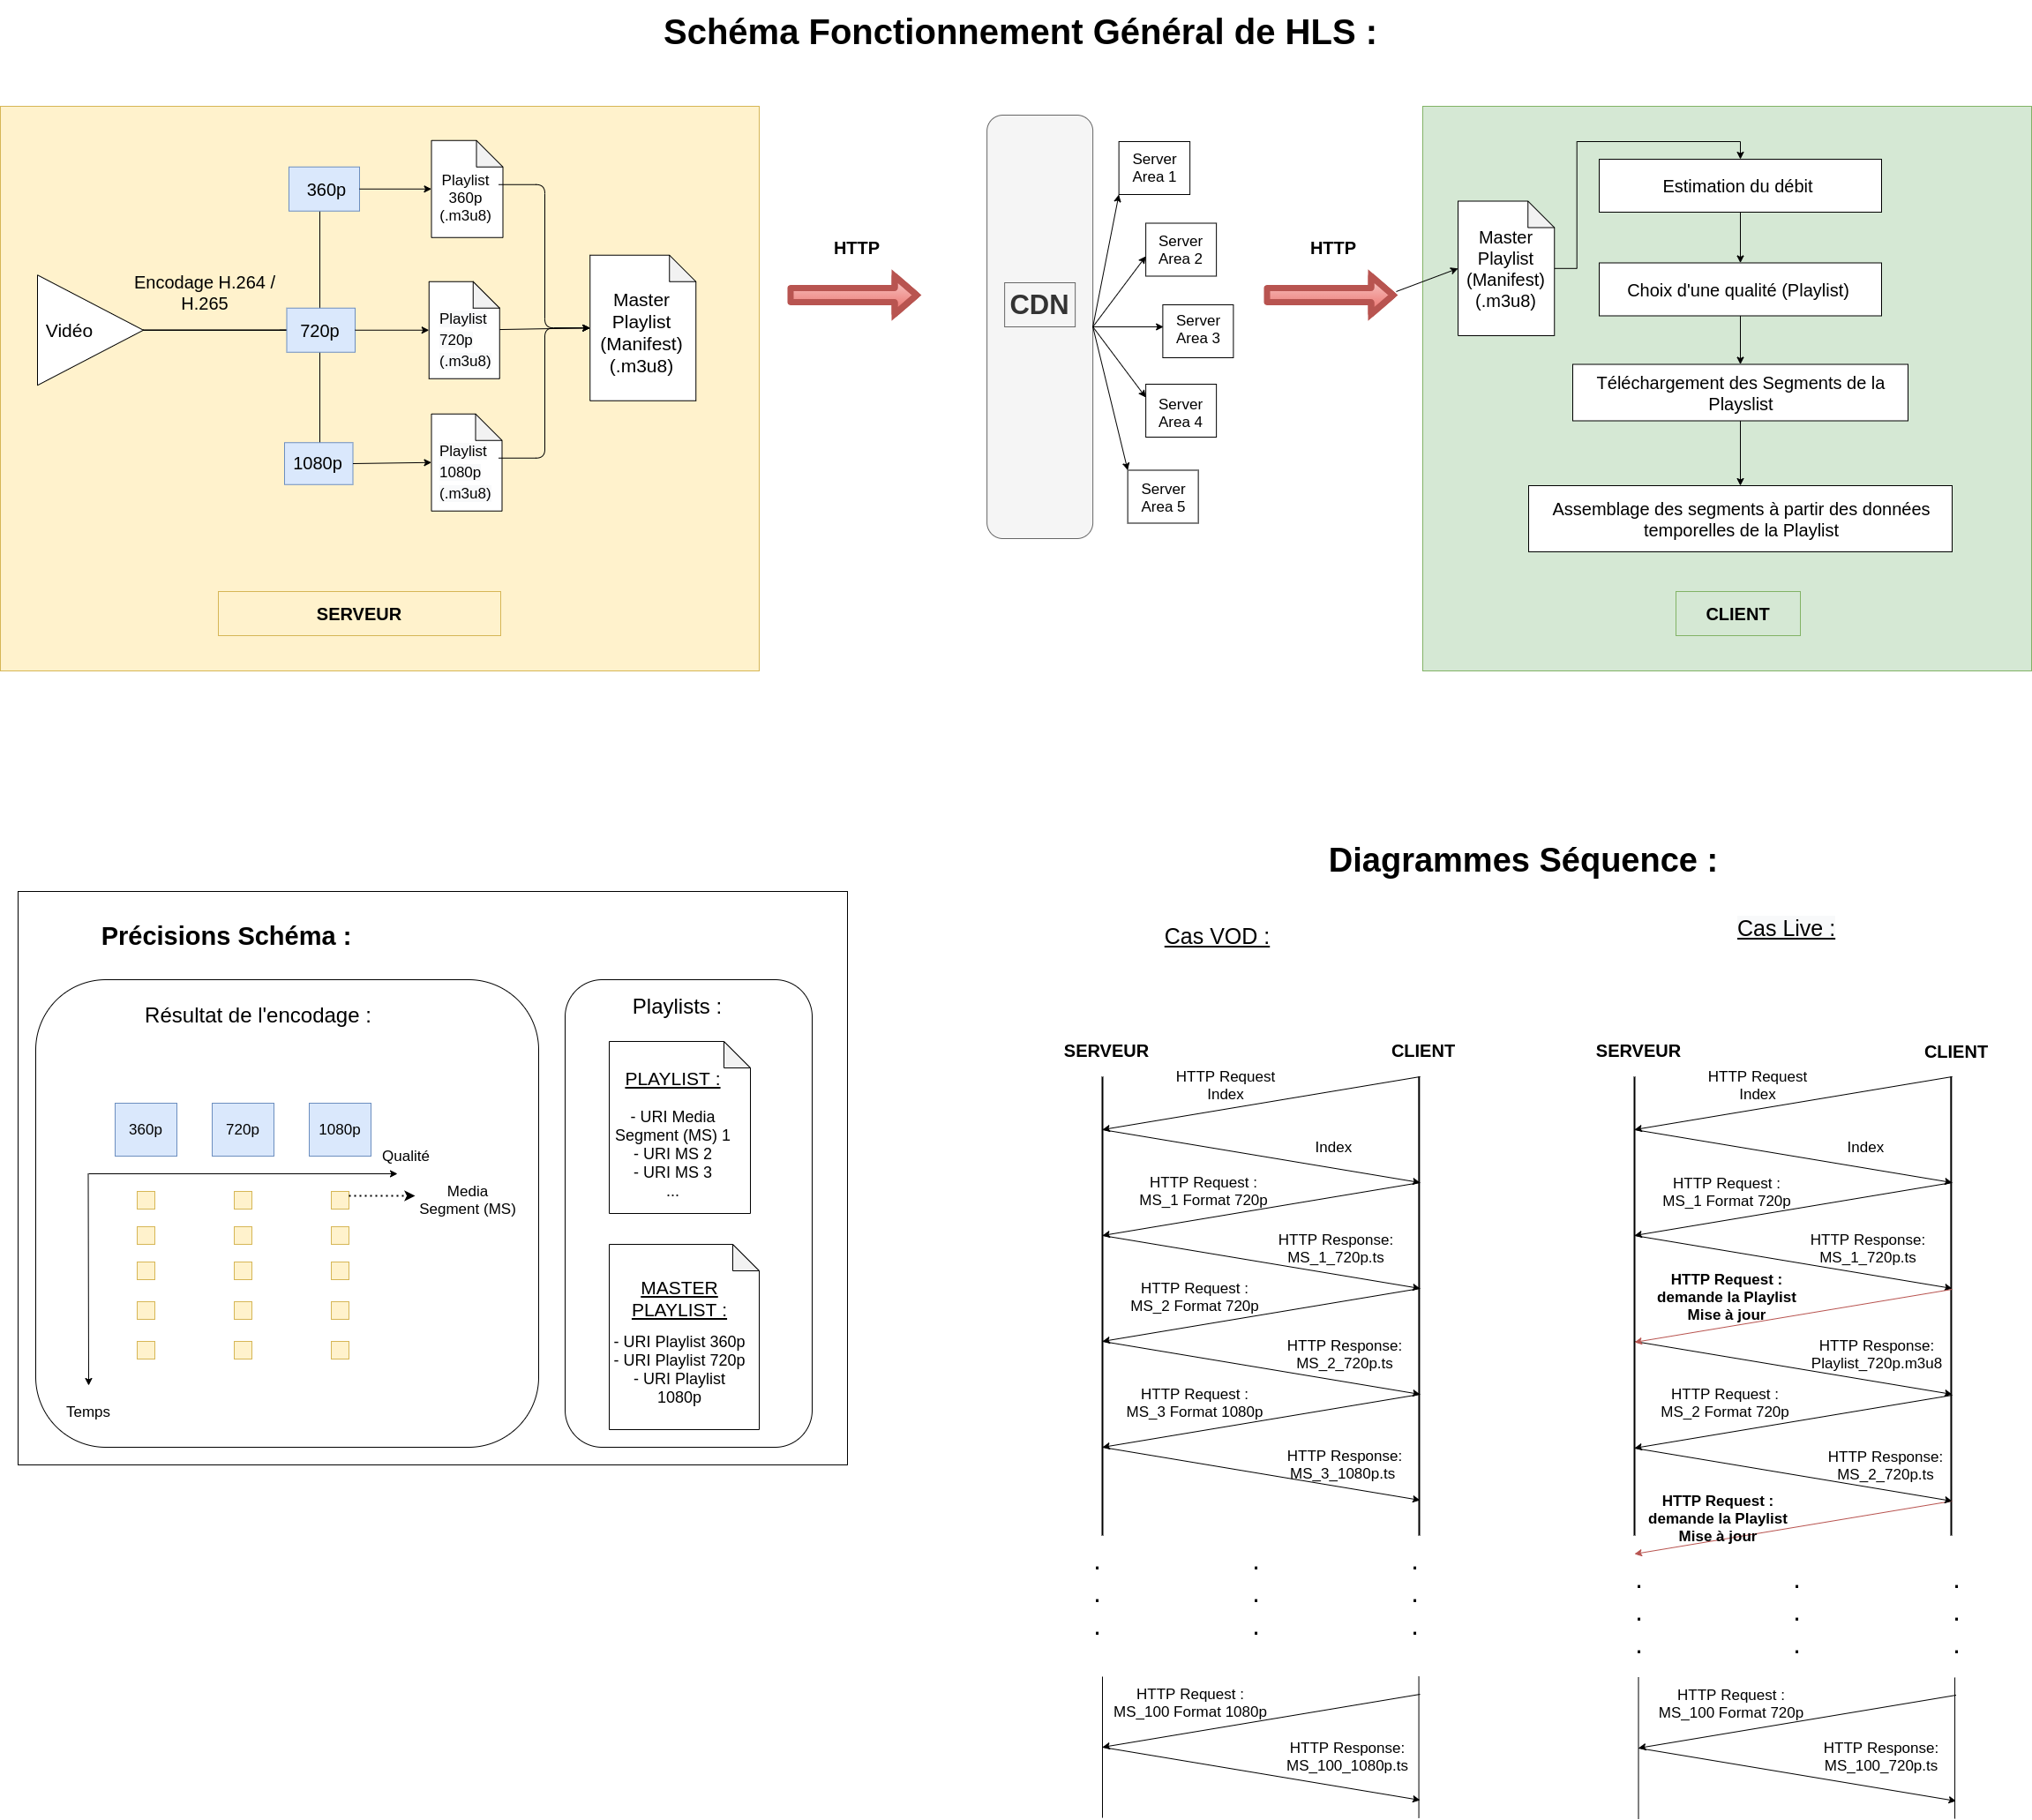 Schéma Fonctionnement Général de HLS :
Vidéo
Encodage H.264 /
H.265
360p
720p
1080p
Playlist
360p
(.m3u8)
Playlist
720p
(.m3u8)
Playlist
1080p
(.m3u8)
Master
Playlist
(Manifest)
(.m3u8)
SERVEUR
HTTP
CDN
Server
Area 1
Server
Area 2
Server
Area 3
Server
Area 4
Server
Area 5
HTTP
Master
Playlist
(Manifest)
(.m3u8)
Estimation du débit
Choix d'une qualité (Playlist)
Téléchargement des Segments de la
Playslist
Assemblage des segments à partir des données
temporelles de la Playlist
CLIENT
Précisions Schéma :
Résultat de l'encodage :
360p
720p
1080p
Qualité
Media
Segment (MS)
Temps
Playlists :
PLAYLIST :
- URI Media
Segment (MS) 1
- URI MS 2
- URI MS 3
...
MASTER
PLAYLIST :
- URI Playlist 360p
- URI Playlist 720p
- URI Playlist
1080p
Diagrammes Séquence :
Cas VOD :
SERVEUR
CLIENT
HTTP Request
Index
Index
HTTP Request :
MS_1 Format 720p
HTTP Response:
MS_1_720p.ts
HTTP Request :
MS_2 Format 720p
HTTP Response:
MS_2_720p.ts
HTTP Request :
MS_3 Format 1080p
HTTP Response:
MS_3_1080p.ts
.
.
.
.
.
.
.
.
.
HTTP Request :
MS_100 Format 1080p
HTTP Response:
MS_100_1080p.ts
Cas Live :
SERVEUR
CLIENT
HTTP Request
Index
Index
HTTP Request :
MS_1 Format 720p
HTTP Response:
MS_1_720p.ts
HTTP Request :
demande la Playlist
Mise à jour
HTTP Response:
Playlist_720p.m3u8
HTTP Request :
MS_2 Format 720p
HTTP Response:
MS_2_720p.ts
HTTP Request :
demande la Playlist
Mise à jour
.
.
.
.
.
.
.
.
.
HTTP Request :
MS_100 Format 720p
HTTP Response:
MS_100_720p.ts